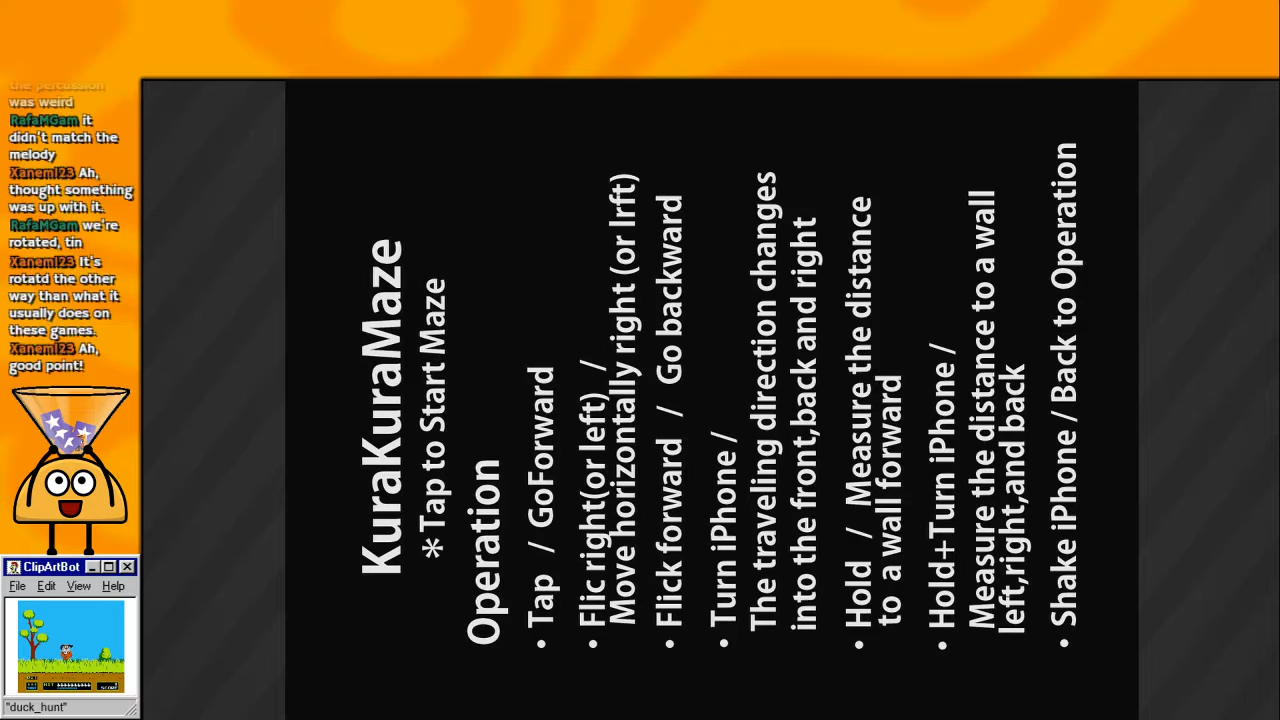 the percussion
was weird
RafaMGam it
didn't match the
melody
Xanem123 Ah,
thought something
was up with it.
RafaMGam we're
rotated, tin
Xanem123 It's
rotatd the other
way than what it
usually does on
these games.
Xanem123 Ah,
good point!
ClipArtBot
File Edit View Help
"duck_hunt"
KuraKuraMaze
* Tap to Start Maze
Operation
• Tap / GoForward
• Flic right(or left) /
Move horizontally right (or lrft)
• Flick forward / Go backward
• Turn iPhone /
The traveling direction changes
into the front,back and right
• Hold / Measure the distance
to a wall forward
• Hold+Turn iPhone /
Measure the distance to a wall
left,right,and back
• Shake iPhone / Back to Operation